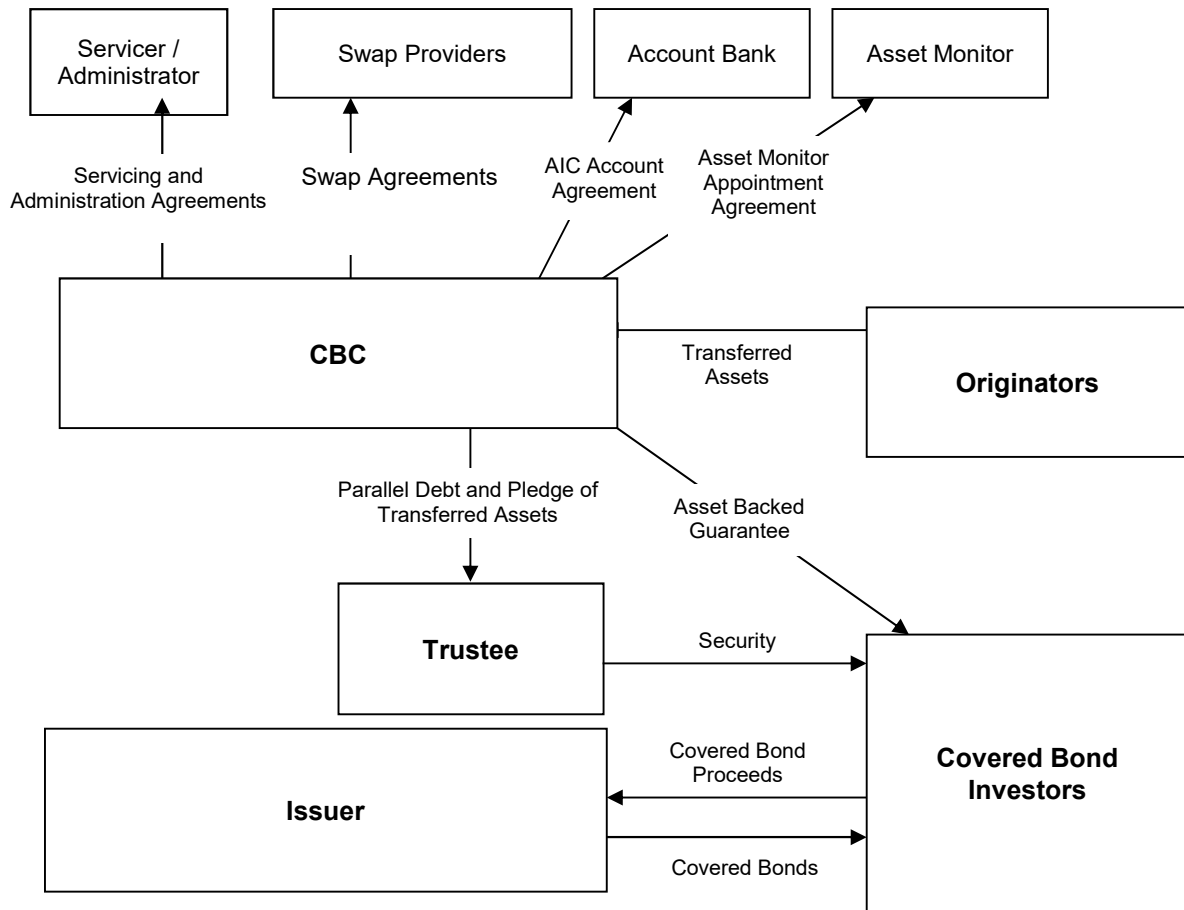 Servicer /
Administrator
Swap Providers
Account Bank
Asset Monitor
Servicing and
Administration Agreements
Swap Agreements
AIC Account
Agreement
Asset Monitor
Appointment
Agreement
CBC
Transferred
Assets
Originators
Parallel Debt and Pledge of
Transferred Assets
Asset Backed
Guarantee
Trustee
Security
Covered Bond
Proceeds
Issuer
Covered Bonds
Covered Bond
Investors